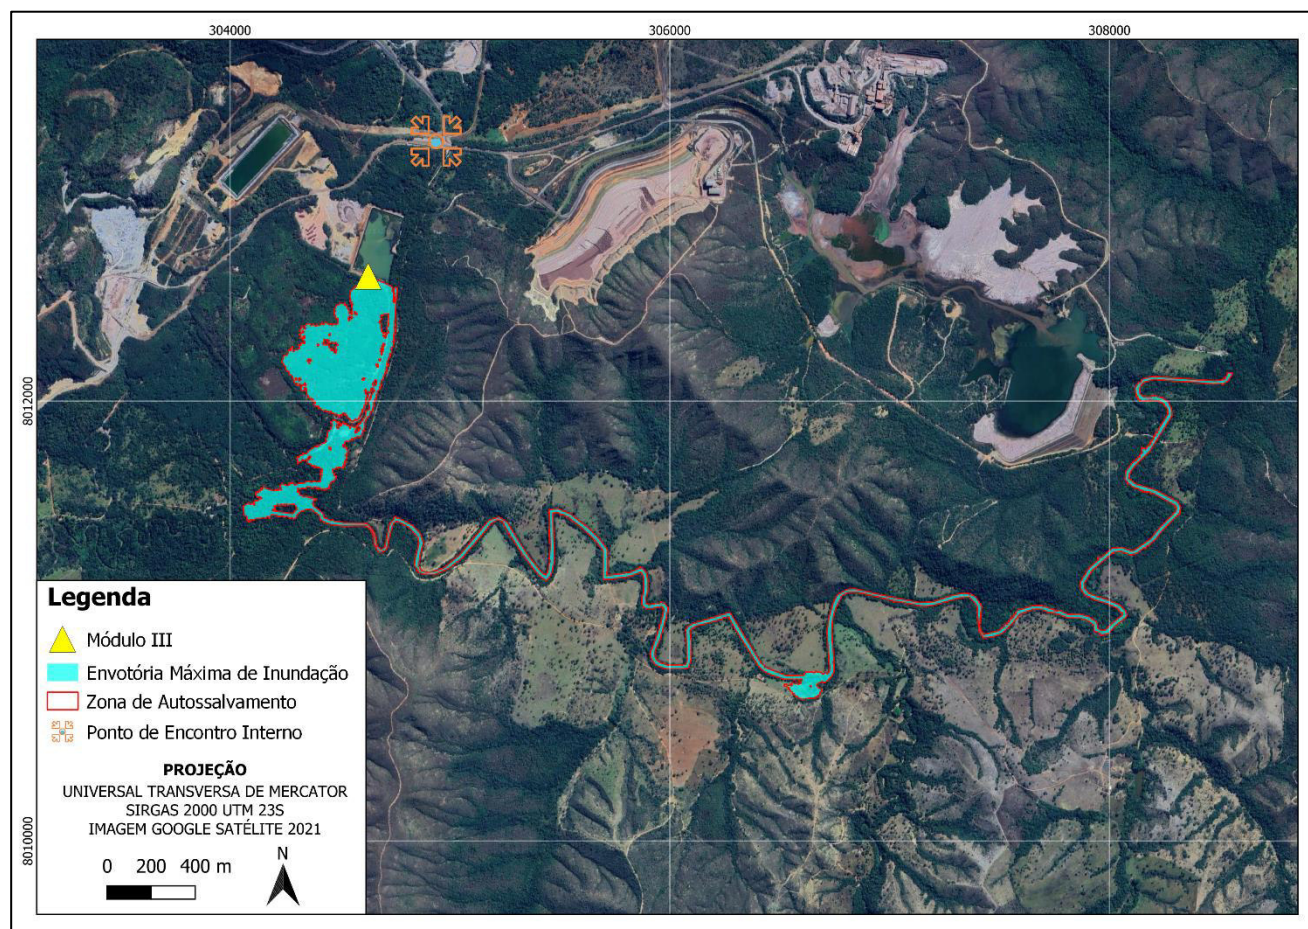 304000 306000 308000
8012000
8010000
Legenda
Módulo III
Envotória Máxima de Inundação
Zona de Autossalvamento
Ponto de Encontro Interno
PROJEÇÃO
UNIVERSAL TRANSVERSA DE MERCATOR
SIRGAS 2000 UTM 23S
IMAGEM GOOGLE SATÉLITE 2021
0 200 400 m
N